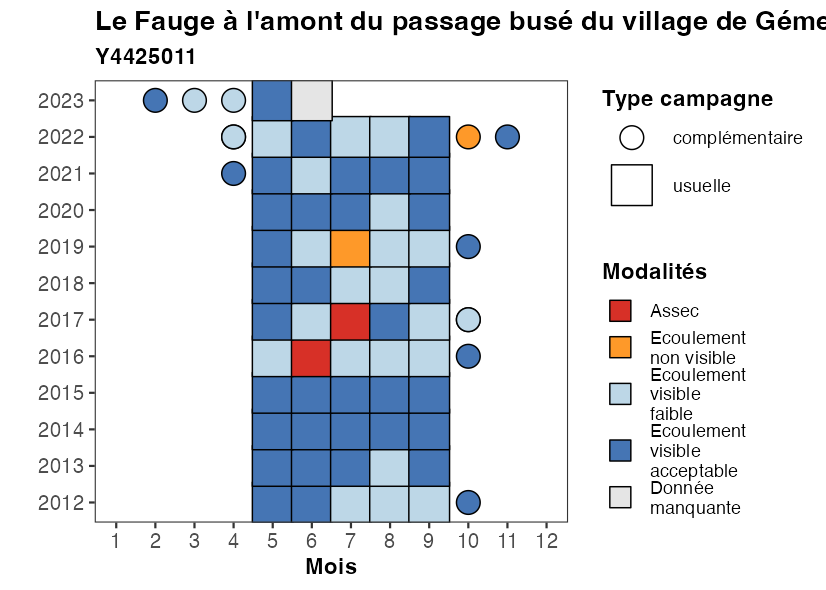 Le Fauge à l'amont du passage busé du village de Géme
Y4425011
2023
2022
2021
2020
2019
2018
2017
2016
2015
2014
2013
2012
1 2 3 4 5 6 7 8 9 10 11 12
Mois
Type campagne
complémentaire
usuelle
Modalités
Assec
Ecoulement
non visible
Ecoulement
visible
faible
Ecoulement
visible
acceptable
Donnée
manquante